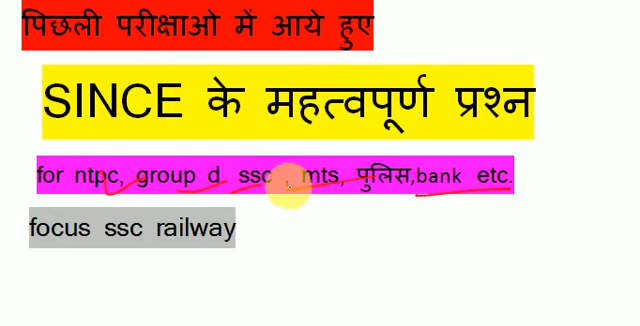 पिछली परीक्षाओ में आये हुए
SINCE के महत्वपूर्ण प्रश्न
for ntpc, group d ssc , mts, पुलिस,bank etc.
focus ssc railway